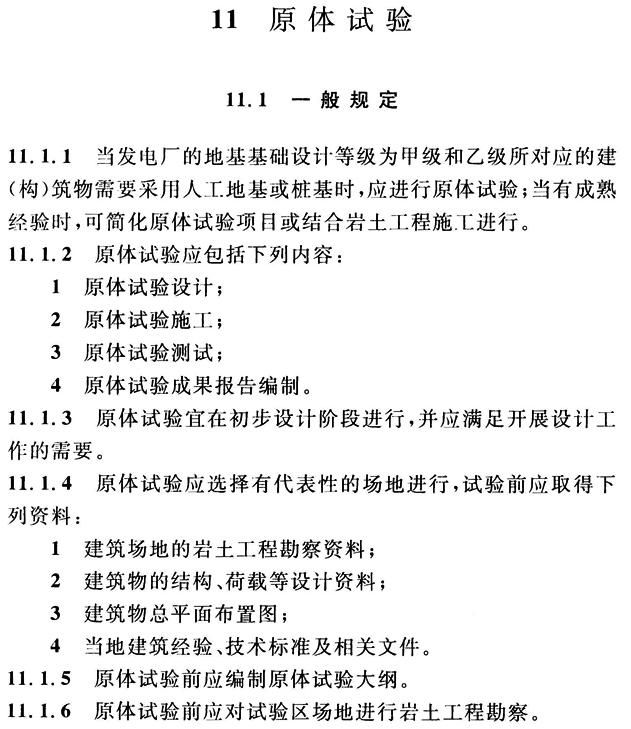 11 原体试验
11.1 一般规定
11.1.1 当发电厂的地基基础设计等级为甲级和乙级所对应的建
(构)筑物需要采用人工地基或桩基时,应进行原体试验;当有成熟
经验时,可简化原体试验项目或结合岩土工程施工进行。
11.1.2 原体试验应包括下列内容:
1 原体试验设计;
2 原体试验施工;
3 原体试验测试;
4 原体试验成果报告编制。
11.1.3 原体试验宜在初步设计阶段进行,并应满足开展设计工
作的需要。
11.1.4 原体试验应选择有代表性的场地进行,试验前应取得下
列资料:
1 建筑场地的岩土工程勘察资料;
2 建筑物的结构、荷载等设计资料;
3 建筑物总平面布置图;
4 当地建筑经验、技术标准及相关文件。
11.1.5 原体试验前应编制原体试验大纲。
11.1.6 原体试验前应对试验区场地进行岩土工程勘察。